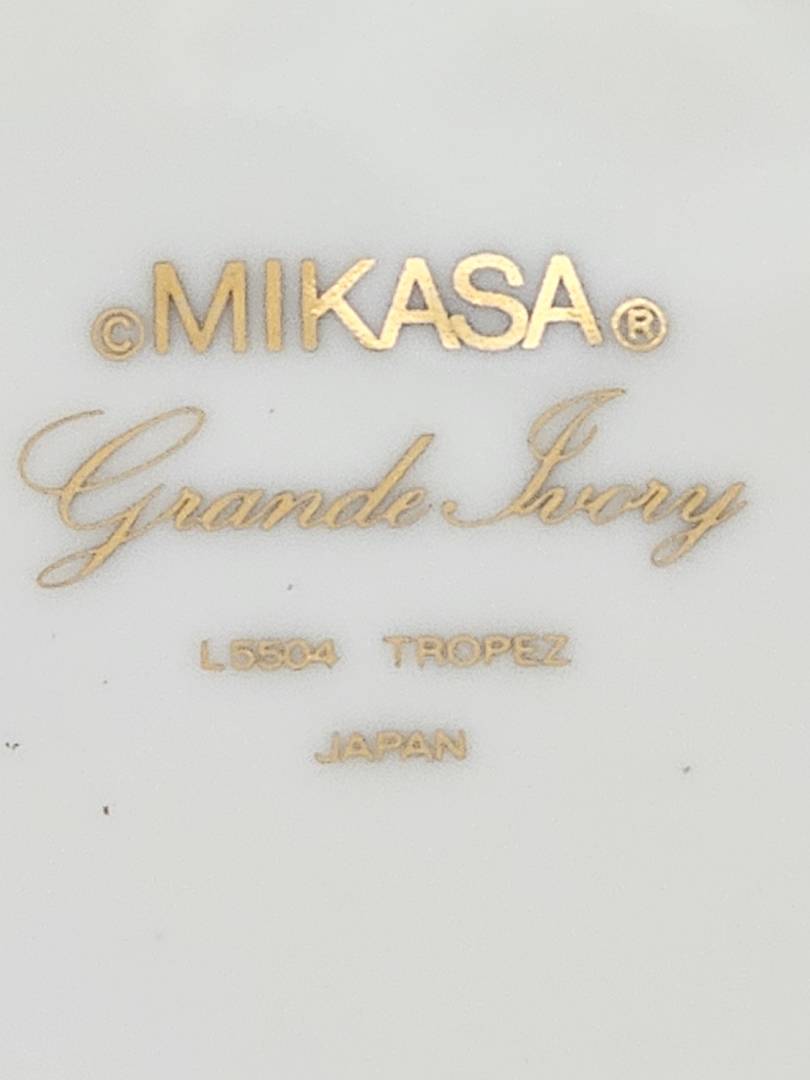 ©MIKASA®
Grande Ivory
L5504 TROPEZ
JAPAN